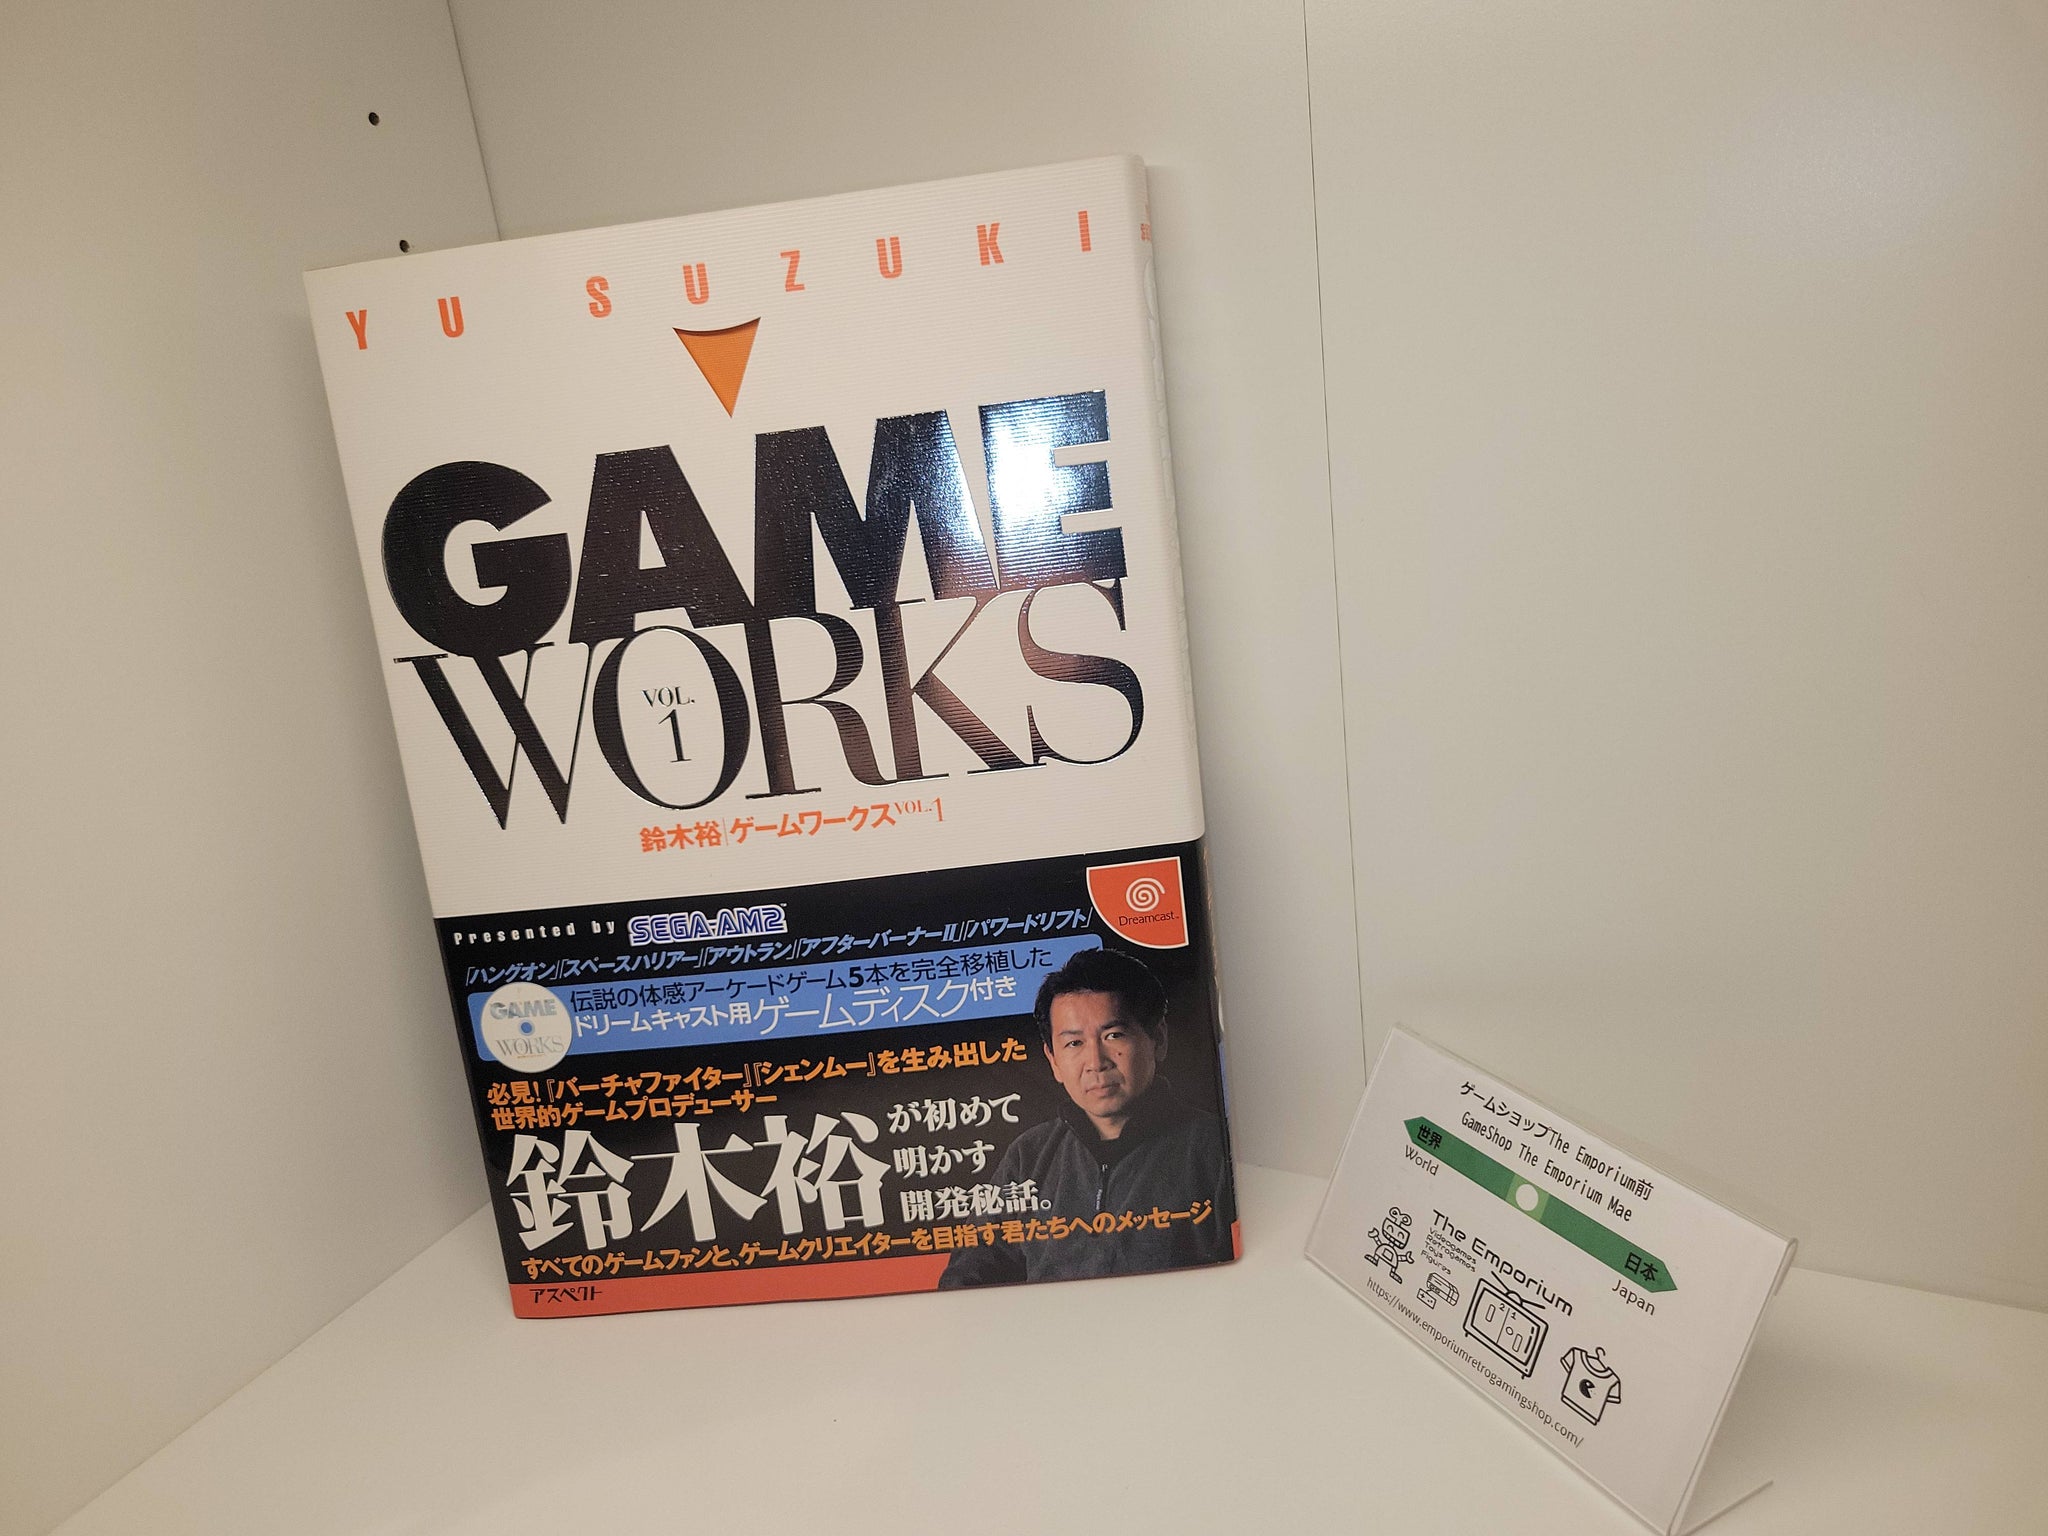 YU SUZUKI
GAME
WORKS
VOL.
1
鈴木裕|ゲームワークスVOL.1
Dreamcast™
Presented by SEGA-AM2™
「ハングオン」「スペースハリアー」「アウトラン」「アフターバーナーII」「パワードリフト」
伝説の体感アーケードゲーム5本を完全移植した
ドリームキャスト用ゲームディスク付き
GAME
WORKS
必見!『バーチャファイター』『シェンムー』を生み出した
世界的ゲームプロデューサー
鈴木裕が初めて
明かす
開発秘話。
すべてのゲームファンと、ゲームクリエイターを目指す君たちへのメッセージ
アスペクト
ゲームショップThe Emporium前
GameShop The Emporium Mae
世界
World
日本
Japan
The Emporium
Videogames
Retrogames
Toys
Figures
2 1
https://www.emporiumretrogamingshop.com/